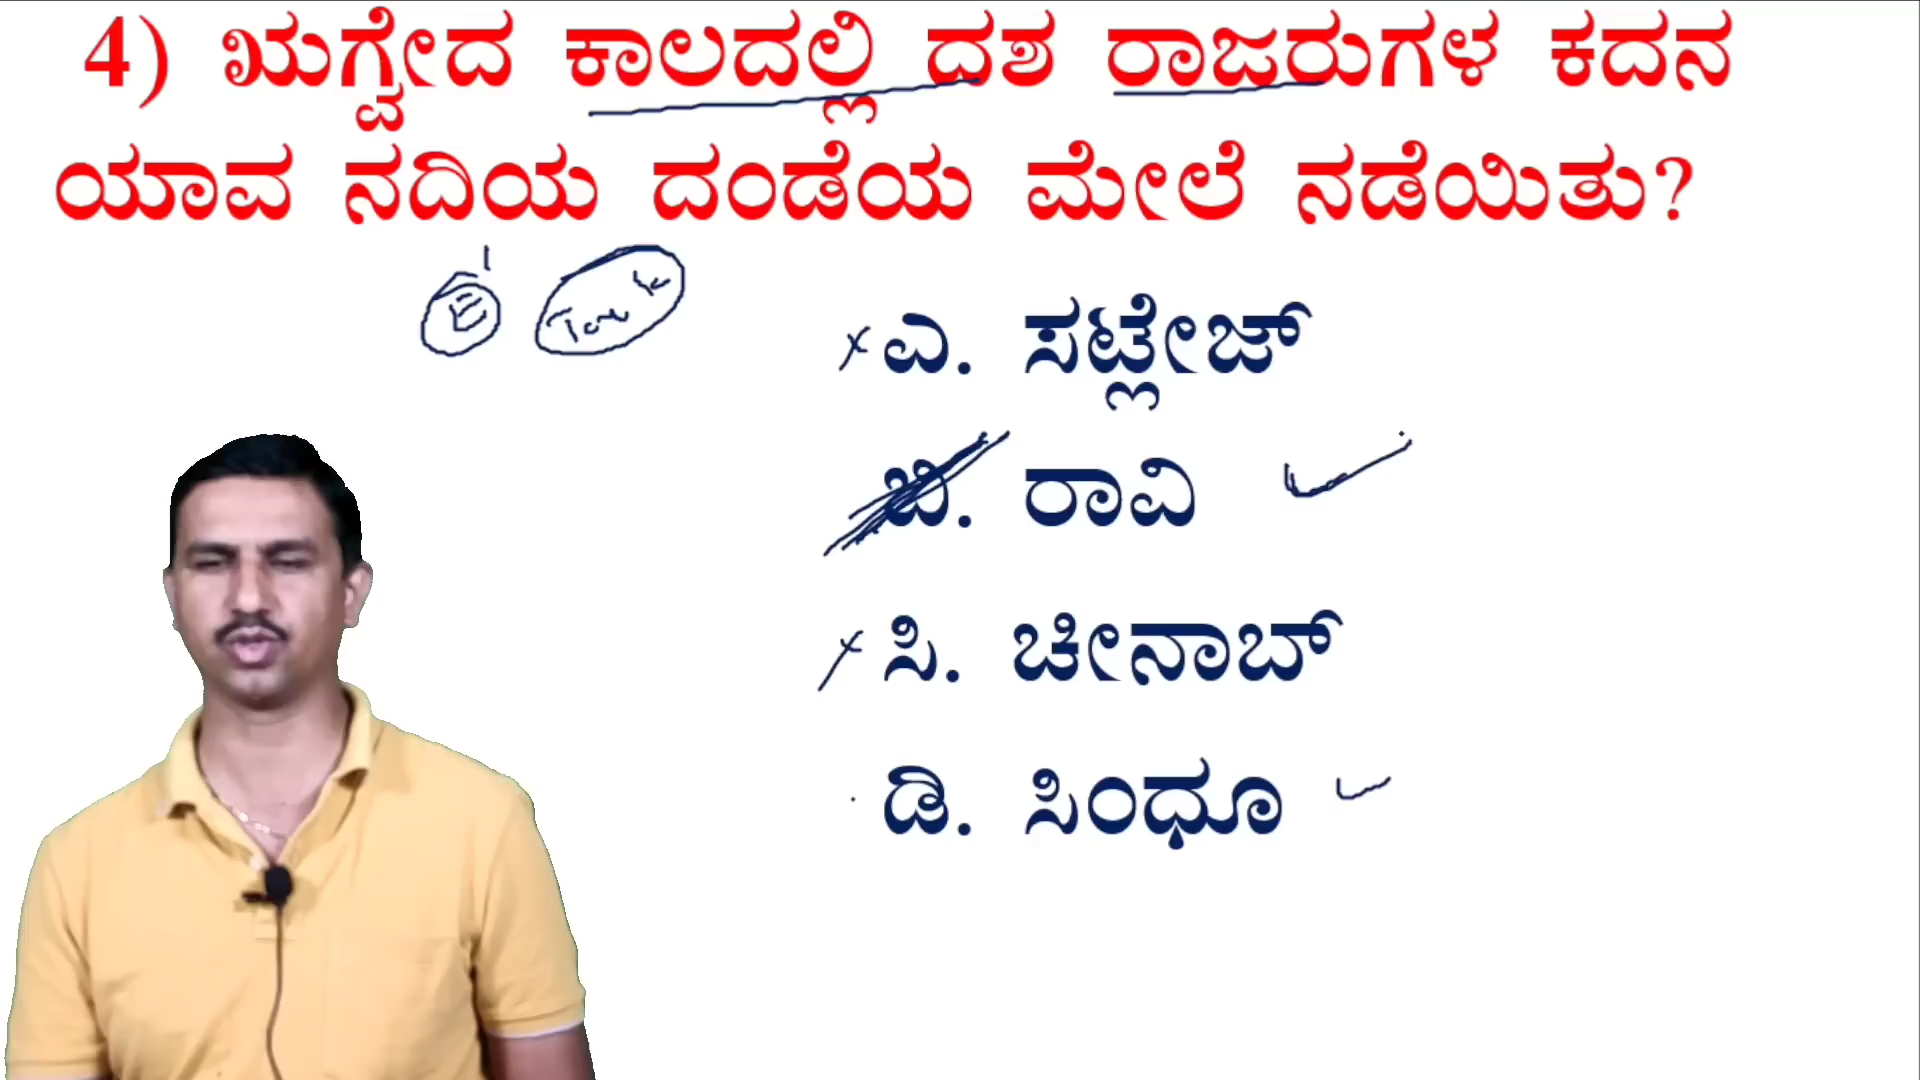 4) ಋಗ್ವೇದ ಕಾಲದಲ್ಲಿ ದಶ ರಾಜರುಗಳ ಕದನ
ಯಾವ ನದಿಯ ದಂಡೆಯ ಮೇಲೆ ನಡೆಯಿತು?
ಎ. ಸಟ್ಲೇಜ್
ಬಿ. ರಾವಿ
ಸಿ. ಚೀನಾಬ್
ಡಿ. ಸಿಂಧೂ